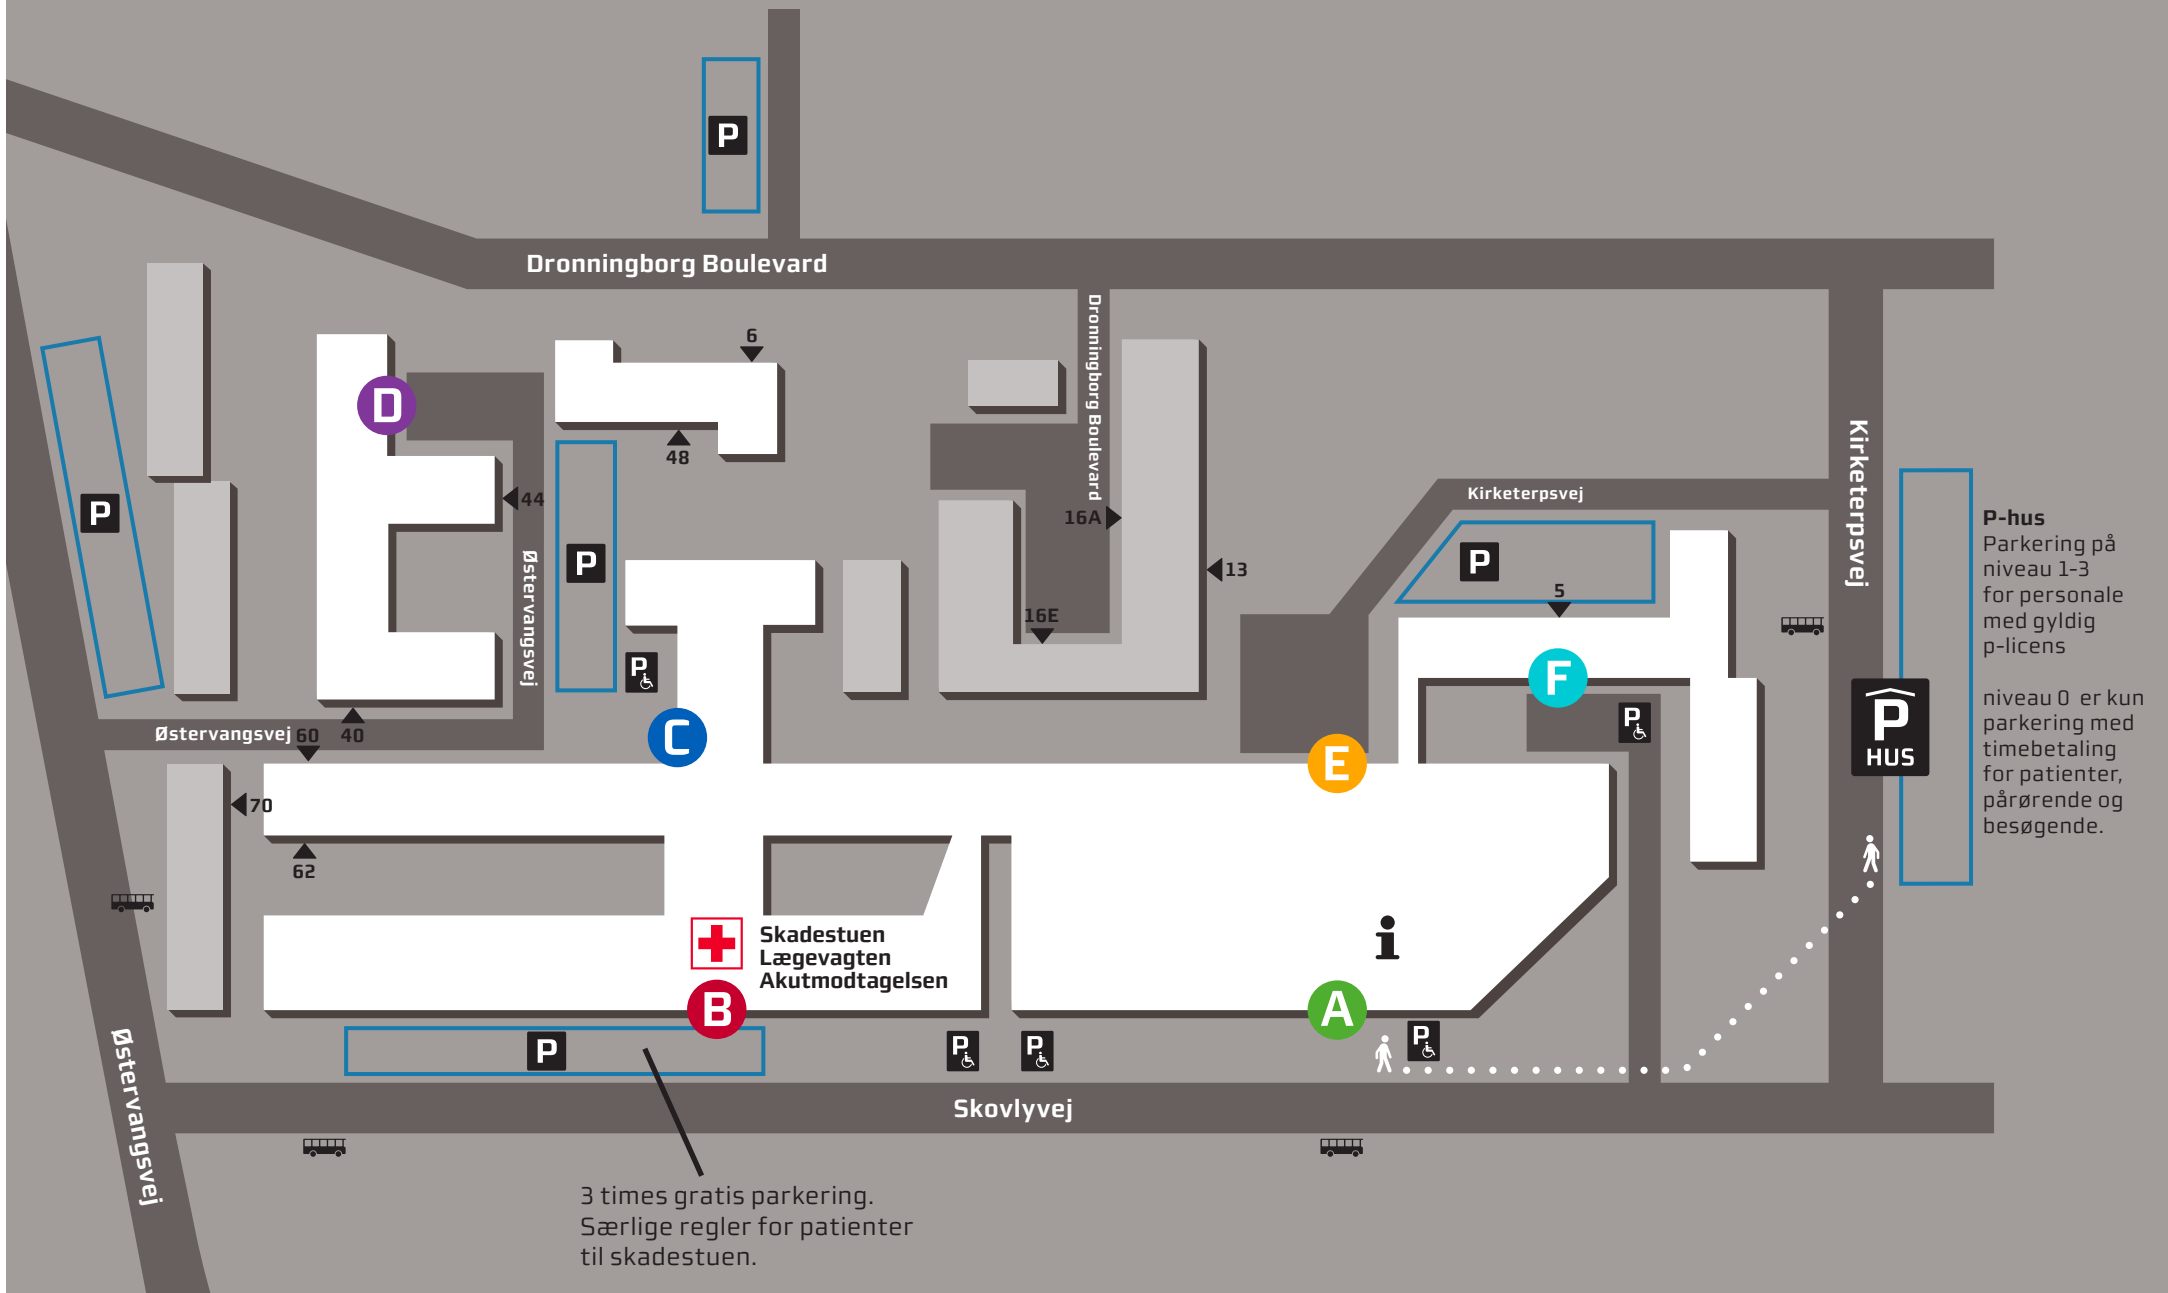 P
Dronningborg Boulevard
6
D
48
Dronningborg Boulevard
Kirketerpsvej
Kirketerpsvej
P
44
P
16A
13
P
5
P-hus
Parkering på
niveau 1-3
for personale
med gyldig
p-licens
niveau 0 er kun
parkering med
timebetaling
for patienter,
pårørende og
besøgende.
Østervangsvej
16E
P
F
P
P
HUS
Østervangsvej
60
40
C
E
70
62
Skadestuen
Lægevagten
Akutmodtagelsen
i
B
A
P
P
P
P
Østervangsvej
Skovlyvej
3 times gratis parkering.
Særlige regler for patienter
til skadestuen.